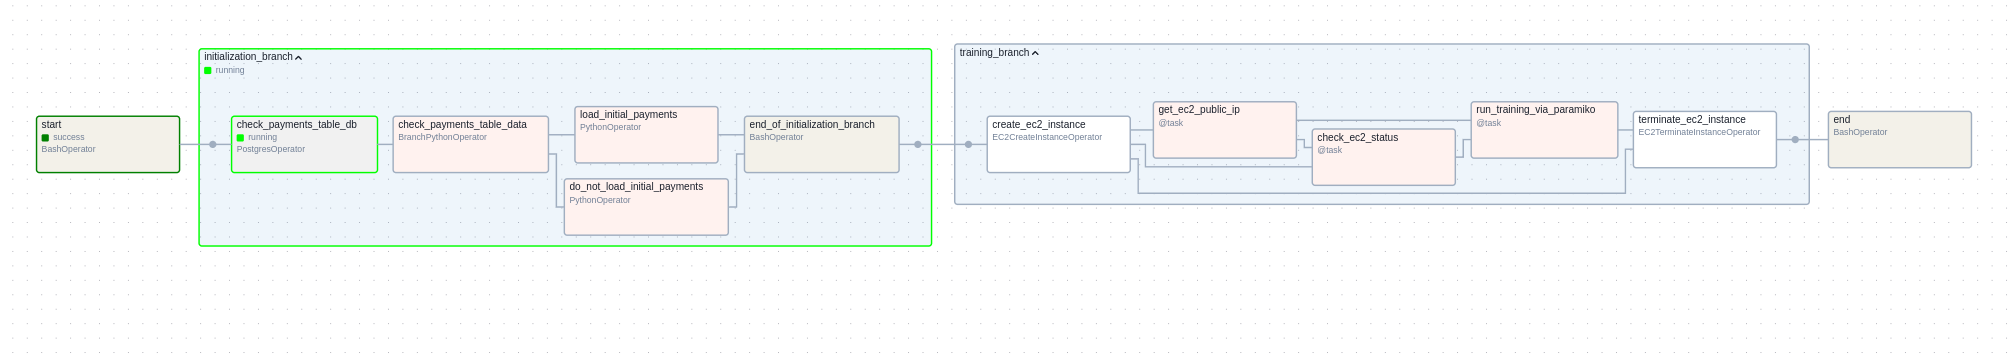 start
success
BashOperator
initialization_branch
running
check_payments_table_db
running
PostgresOperator
check_payments_table_data
BranchPythonOperator
load_initial_payments
PythonOperator
do_not_load_initial_payments
PythonOperator
end_of_initialization_branch
BashOperator
training_branch
create_ec2_instance
EC2CreateInstanceOperator
get_ec2_public_ip
@task
check_ec2_status
@task
run_training_via_paramiko
@task
terminate_ec2_instance
EC2TerminateInstanceOperator
end
BashOperator